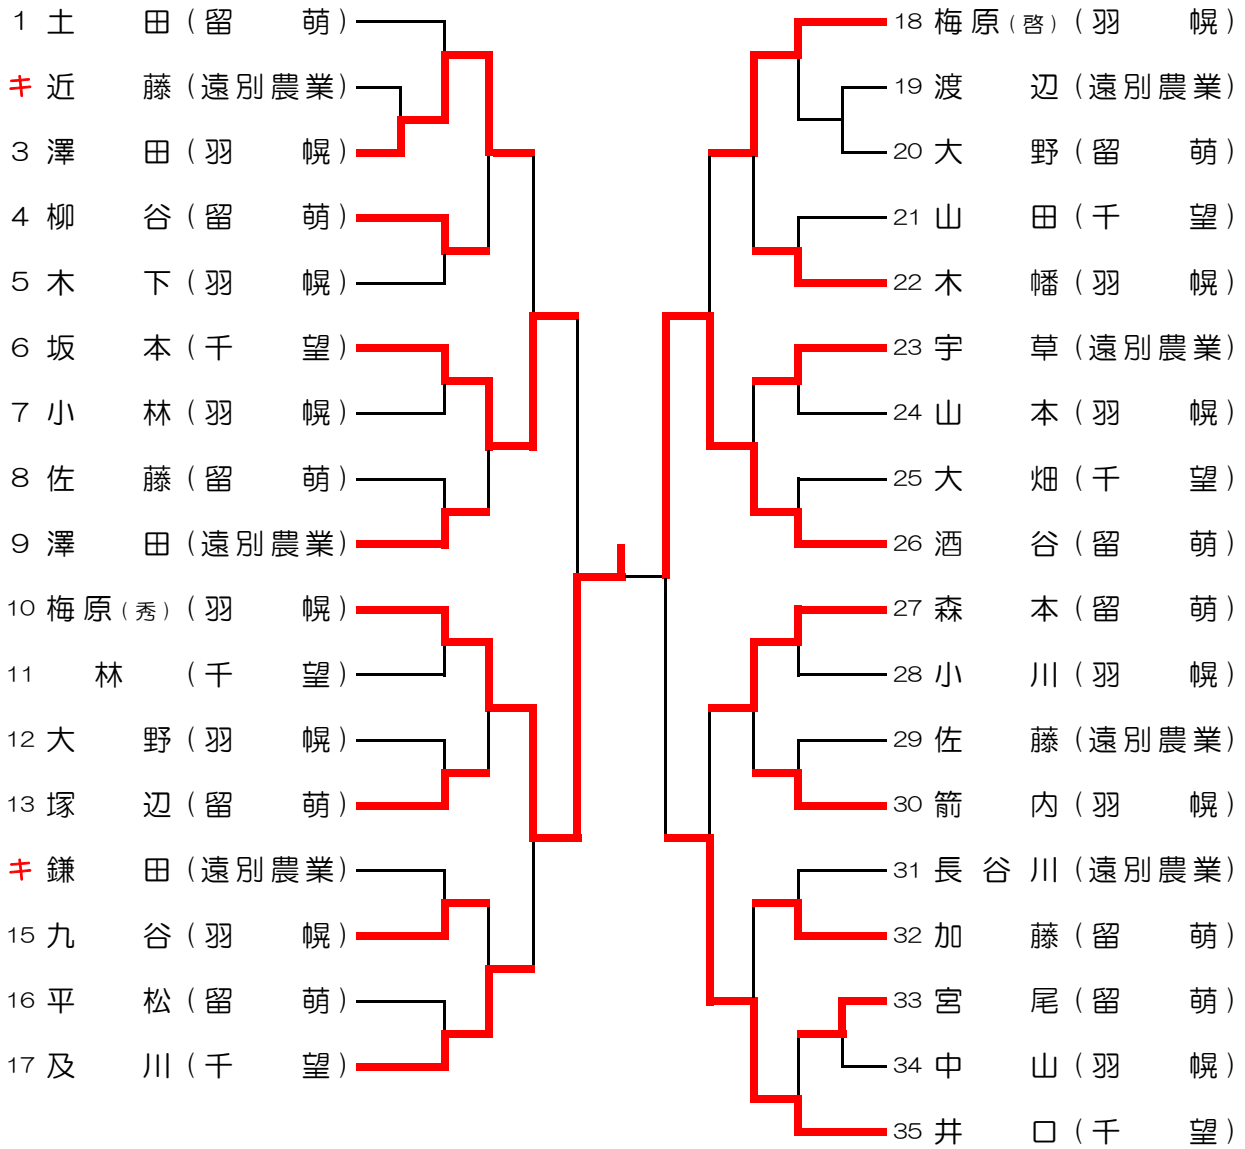 1 土田（留萌）
キ 近藤（遠別農業）
3 澤田（羽幌）
4 柳谷（留萌）
5 木下（羽幌）
6 坂本（千望）
7 小林（羽幌）
8 佐藤（留萌）
9 澤田（遠別農業）
10 梅原（秀）（羽幌）
11 林（千望）
12 大野（羽幌）
13 塚辺（留萌）
キ 鎌田（遠別農業）
15 九谷（羽幌）
16 平松（留萌）
17 及川（千望）
18 梅原（啓）（羽幌）
19 渡辺（遠別農業）
20 大野（留萌）
21 山田（千望）
22 木幡（羽幌）
23 宇草（遠別農業）
24 山本（羽幌）
25 大畑（千望）
26 酒谷（留萌）
27 森本（留萌）
28 小川（羽幌）
29 佐藤（遠別農業）
30 箭内（羽幌）
31 長谷川（遠別農業）
32 加藤（留萌）
33 宮尾（留萌）
34 中山（羽幌）
35 井口（千望）